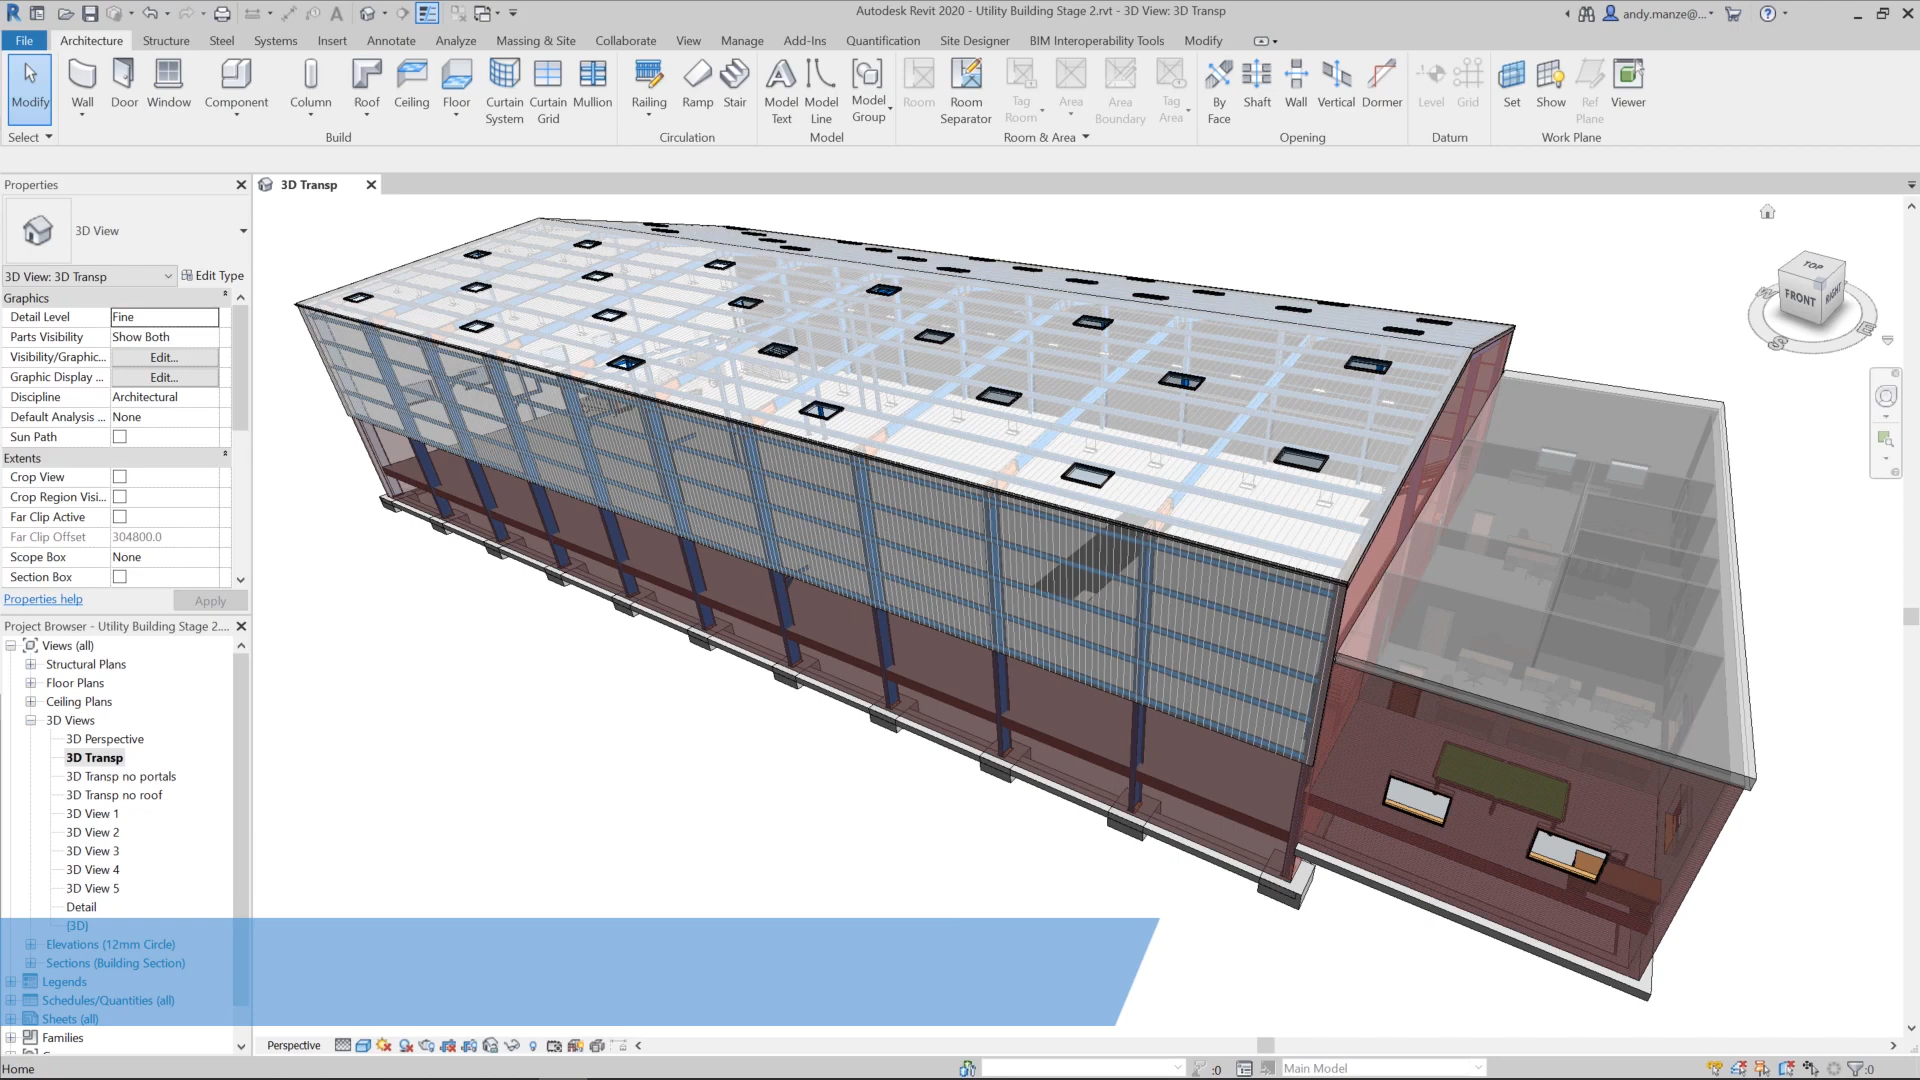 Autodesk Revit 2020 - Utility Building Stage 2.rvt - 3D View: 3D Transp
andy.manze@...
File Architecture Structure Steel Systems Insert Annotate Analyze Massing & Site Collaborate View Manage Add-Ins Quantification Site Designer BIM Interoperability Tools Modify
Modify Wall Door Window Component Column Roof Ceiling Floor Curtain System Curtain Grid Mullion Railing Ramp Stair Model Text Model Line Model Group Room Room Separator Tag Room Area Area Boundary Tag Area By Face Shaft Wall Vertical Dormer Level Grid Set Show Ref Plane Viewer
Select Build Circulation Model Room & Area Opening Datum Work Plane
Properties
3D Transp
3D View
3D View: 3D Transp Edit Type
Graphics
Detail Level Fine
Parts Visibility Show Both
Visibility/Graphic... Edit...
Graphic Display ... Edit...
Discipline Architectural
Default Analysis ... None
Sun Path
Extents
Crop View
Crop Region Visi...
Far Clip Active
Far Clip Offset 304800.0
Scope Box None
Section Box
Properties help Apply
Project Browser - Utility Building Stage 2....
Views (all)
Structural Plans
Floor Plans
Ceiling Plans
3D Views
3D Perspective
3D Transp
3D Transp no portals
3D Transp no roof
3D View 1
3D View 2
3D View 3
3D View 4
3D View 5
Detail
{3D}
Elevations (12mm Circle)
Sections (Building Section)
Legends
Schedules/Quantities (all)
Sheets (all)
Families
TOP
FRONT
RIGHT
W
S
E
Perspective
Home
:0
Main Model
:0